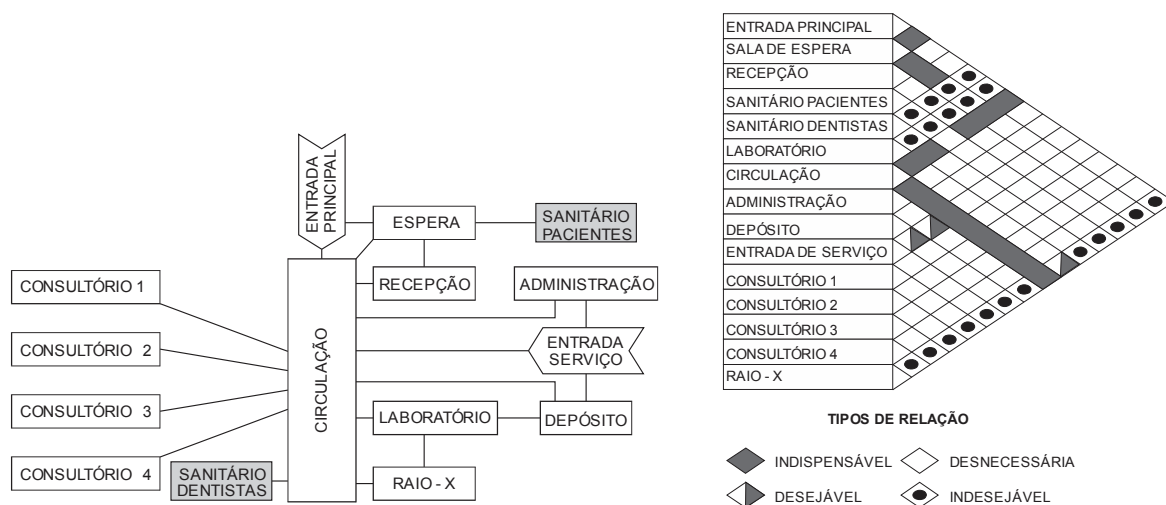 ENTRADA
PRINCIPAL
ESPERA
SANITÁRIO
PACIENTES
RECEPÇÃO
ADMINISTRAÇÃO
CONSULTÓRIO 1
CONSULTÓRIO 2
CONSULTÓRIO 3
CONSULTÓRIO 4
CIRCULAÇÃO
ENTRADA
SERVIÇO
LABORATÓRIO
DEPÓSITO
SANITÁRIO
DENTISTAS
RAIO - X
ENTRADA PRINCIPAL
SALA DE ESPERA
RECEPÇÃO
SANITÁRIO PACIENTES
SANITÁRIO DENTISTAS
LABORATÓRIO
CIRCULAÇÃO
ADMINISTRAÇÃO
DEPÓSITO
ENTRADA DE SERVIÇO
CONSULTÓRIO 1
CONSULTÓRIO 2
CONSULTÓRIO 3
CONSULTÓRIO 4
RAIO - X
TIPOS DE RELAÇÃO
INDISPENSÁVEL
DESNECESSÁRIA
DESEJÁVEL
INDESEJÁVEL